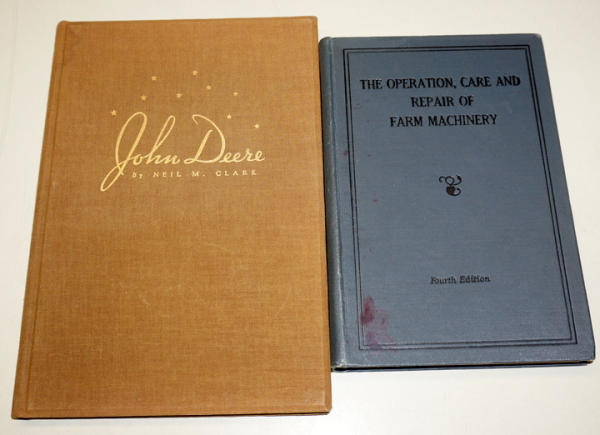 John Deere
By NEIL M. CLARK
THE OPERATION, CARE AND
REPAIR OF
FARM MACHINERY
Fourth Edition